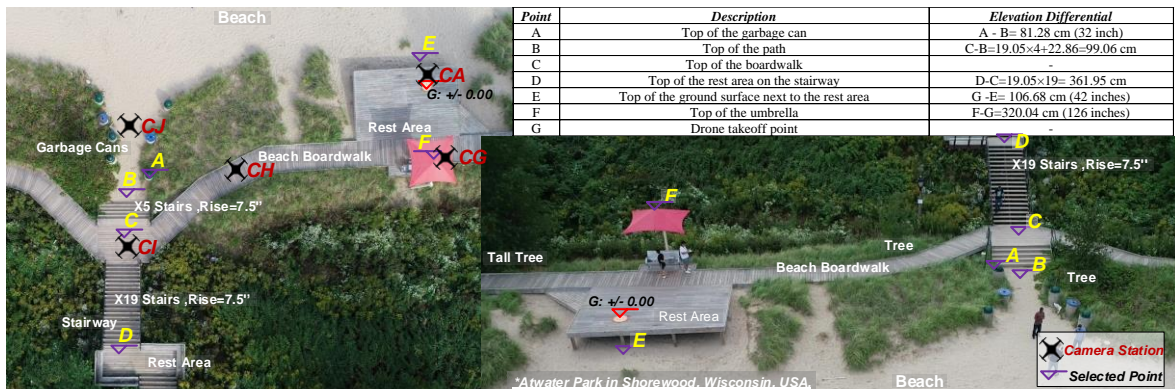 Beach
E
CA
G: +/- 0.00
CJ
Rest Area
Garbage Cans
A
F
CG
Beach Boardwalk
CH
B
X5 Stairs ,Rise=7.5''
C
CI
X19 Stairs ,Rise=7.5''
Stairway
D
Rest Area
Point Description Elevation Differential
A Top of the garbage can A - B= 81.28 cm (32 inch)
B Top of the path C-B=19.05×4+22.86=99.06 cm
C Top of the boardwalk -
D Top of the rest area on the stairway D-C=19.05×19= 361.95 cm
E Top of the ground surface next to the rest area G -E= 106.68 cm (42 inches)
F Top of the umbrella F-G=320.04 cm (126 inches)
G Drone takeoff point -
D
X19 Stairs ,Rise=7.5''
F
C
Tree
Tall Tree
A
B
Beach Boardwalk
Tree
G: +/- 0.00
Rest Area
E
Camera Station
Selected Point
*Atwater Park in Shorewood, Wisconsin, USA.
Beach